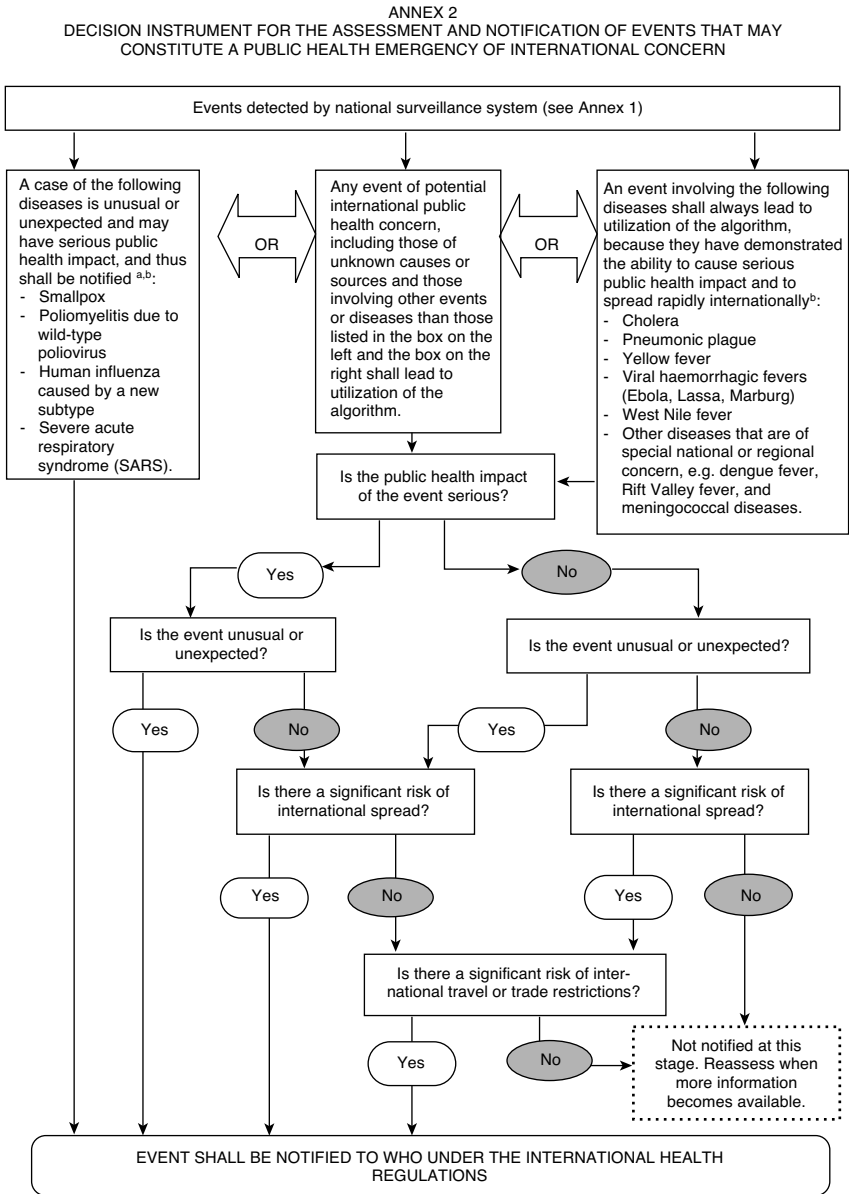 ANNEX 2
DECISION INSTRUMENT FOR THE ASSESSMENT AND NOTIFICATION OF EVENTS THAT MAY
CONSTITUTE A PUBLIC HEALTH EMERGENCY OF INTERNATIONAL CONCERN
Events detected by national surveillance system (see Annex 1)
A case of the following
diseases is unusual or
unexpected and may
have serious public
health impact, and thus
shall be notified a,b:
- Smallpox
- Poliomyelitis due to
wild-type
poliovirus
- Human influenza
caused by a new
subtype
- Severe acute
respiratory
syndrome (SARS).
OR
Any event of potential
international public
health concern,
including those of
unknown causes or
sources and those
involving other events
or diseases than those
listed in the box on the
left and the box on the
right shall lead to
utilization of the
algorithm.
OR
An event involving the following
diseases shall always lead to
utilization of the algorithm,
because they have demonstrated
the ability to cause serious
public health impact and to
spread rapidly internationally b:
- Cholera
- Pneumonic plague
- Yellow fever
- Viral haemorrhagic fevers
(Ebola, Lassa, Marburg)
- West Nile fever
- Other diseases that are of
special national or regional
concern, e.g. dengue fever,
Rift Valley fever, and
meningococcal diseases.
Is the public health impact
of the event serious?
Yes
No
Is the event unusual or
unexpected?
Is the event unusual or unexpected?
Yes
No
Yes
No
Is there a significant risk of
international spread?
Is there a significant risk of
international spread?
Yes
No
Yes
No
Is there a significant risk of inter-
national travel or trade restrictions?
Yes
No
Not notified at this
stage. Reassess when
more information
becomes available.
EVENT SHALL BE NOTIFIED TO WHO UNDER THE INTERNATIONAL HEALTH
REGULATIONS